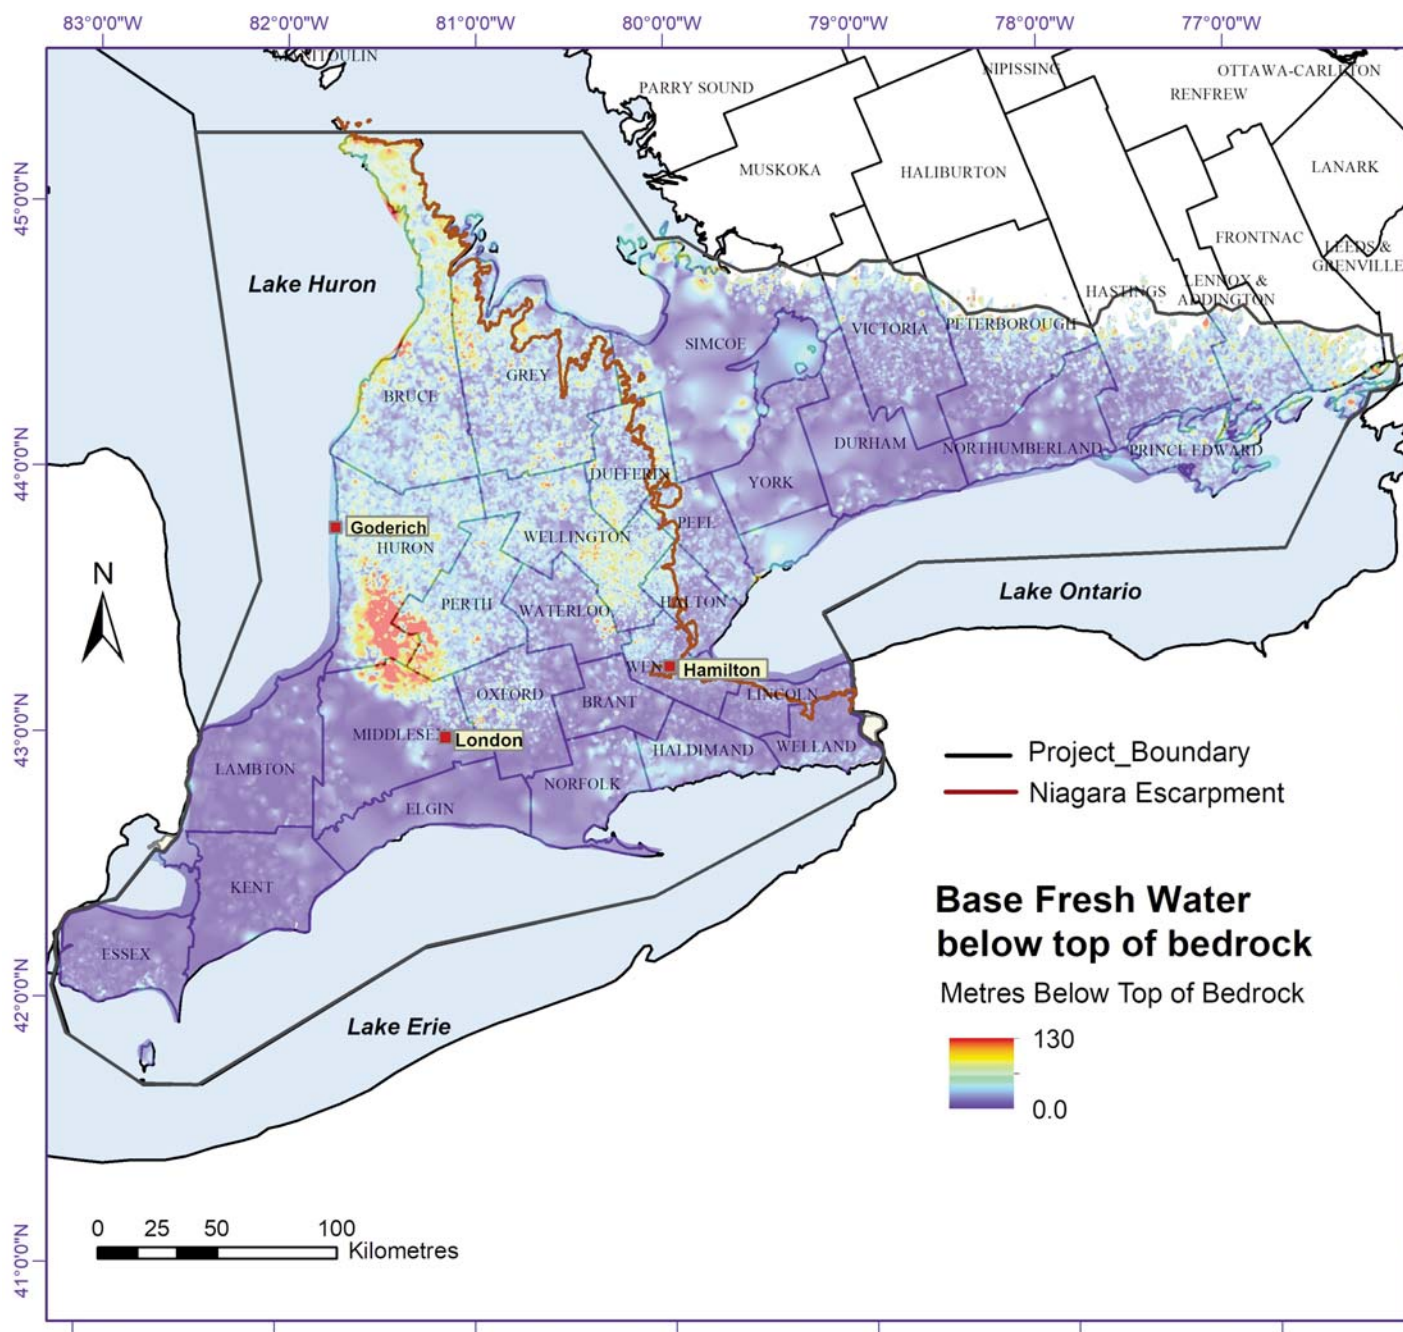 83°0'0"W
82°0'0"W
81°0'0"W
80°0'0"W
79°0'0"W
78°0'0"W
77°0'0"W
MANITOULIN
NIPISSING
OTTAWA-CARLETON
PARRY SOUND
RENFREW
MUSKOKA
HALIBURTON
LANARK
45°0'0"N
FRONTNAC
LEEDS &
GRENVILLE
Lake Huron
HASTINGS
LENNOX &
ADDINGTON
SIMCOE
VICTORIA
PETERBOROUGH
GREY
BRUCE
DURHAM
NORTHUMBERLAND
PRINCE EDWARD
44°0'0"N
DUFFERIN
YORK
PEEL
Goderich
HURON
WELLINGTON
N
PERTH
WATERLOO
HALTON
Lake Ontario
WEN
Hamilton
OXFORD
BRANT
LINCOLN
43°0'0"N
MIDDLESE
London
HALDIMAND
WELLAND
Project_Boundary
LAMBTON
NORFOLK
Niagara Escarpment
ELGIN
KENT
Base Fresh Water
below top of bedrock
ESSEX
42°0'0"N
Metres Below Top of Bedrock
Lake Erie
130
0.0
0 25 50 100
Kilometres
41°0'0"N